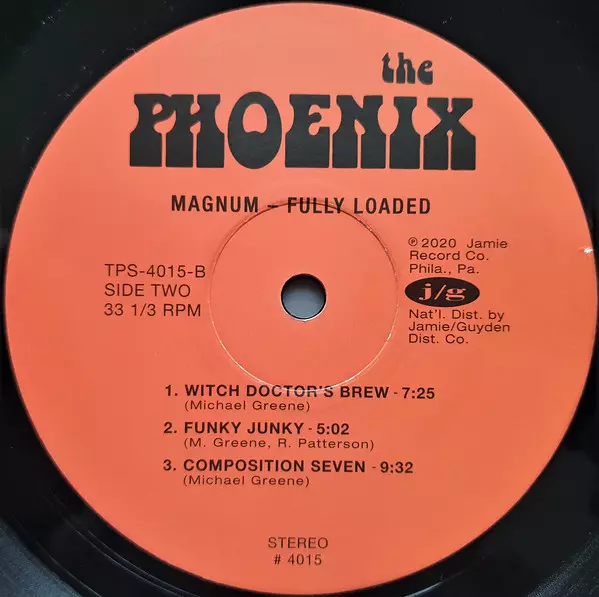 the
PHOENIX
MAGNUM – FULLY LOADED
TPS-4015-B
SIDE TWO
33 1/3 RPM
℗ 2020 Jamie
Record Co.
Phila., Pa.
j/g
Nat'l. Dist. by
Jamie/Guyden
Dist. Co.
1. WITCH DOCTOR'S BREW - 7:25
(Michael Greene)
2. FUNKY JUNKY - 5:02
(M. Greene, R. Patterson)
3. COMPOSITION SEVEN - 9:32
(Michael Greene)
STEREO
# 4015